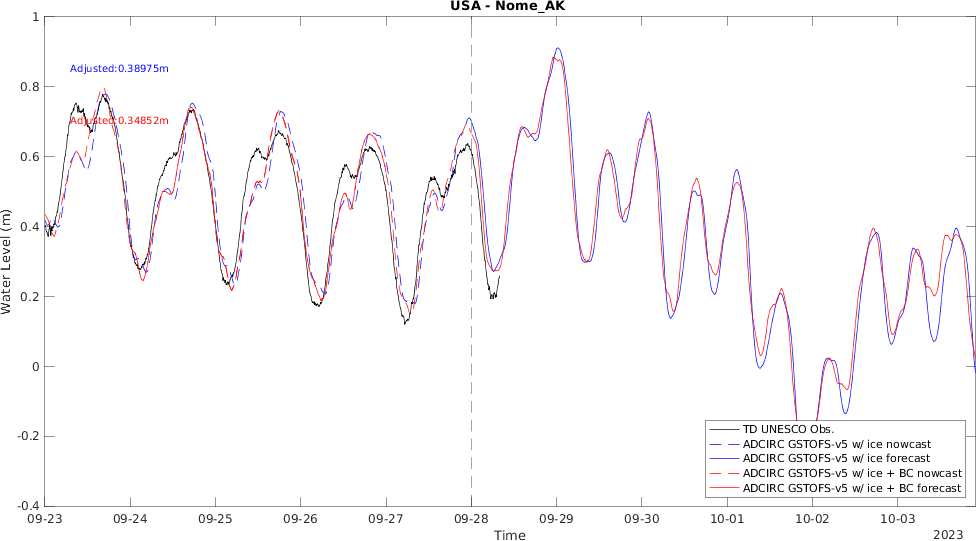 USA - Nome_AK
1
0.8
0.6
0.4
0.2
0
-0.2
-0.4
Water Level (m)
Adjusted:0.38975m
Adjusted:0.34852m
TD UNESCO Obs.
ADCIRC GSTOFS-v5 w/ ice nowcast
ADCIRC GSTOFS-v5 w/ ice forecast
ADCIRC GSTOFS-v5 w/ ice + BC nowcast
ADCIRC GSTOFS-v5 w/ ice + BC forecast
09-23 09-24 09-25 09-26 09-27 09-28 09-29 09-30 10-01 10-02 10-03
Time
2023